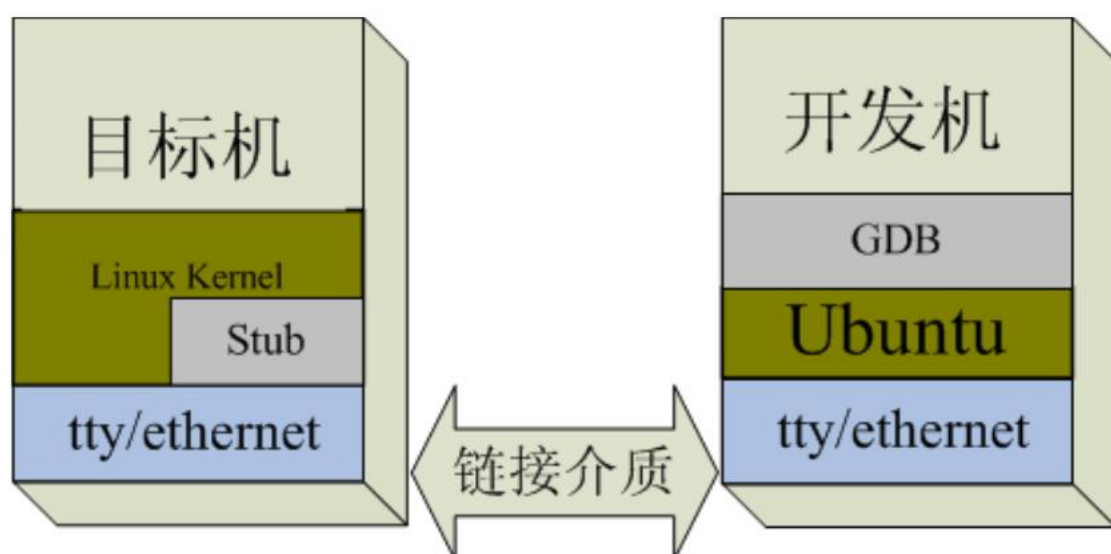 目标机
Linux Kernel
Stub
tty/ethernet
链接介质
开发机
GDB
Ubuntu
tty/ethernet